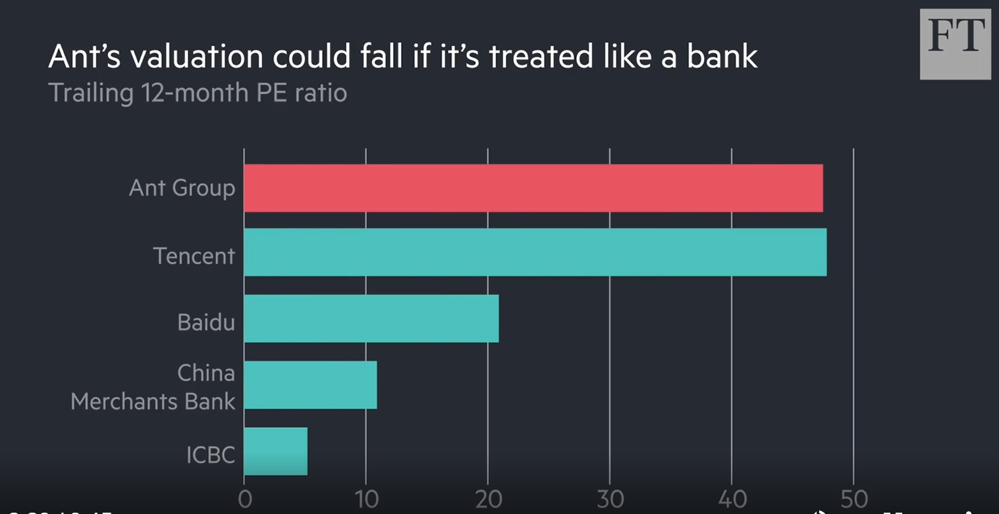 FT
Ant’s valuation could fall if it’s treated like a bank
Trailing 12-month PE ratio
Ant Group
Tencent
Baidu
China
Merchants Bank
ICBC
0 10 20 30 40 50